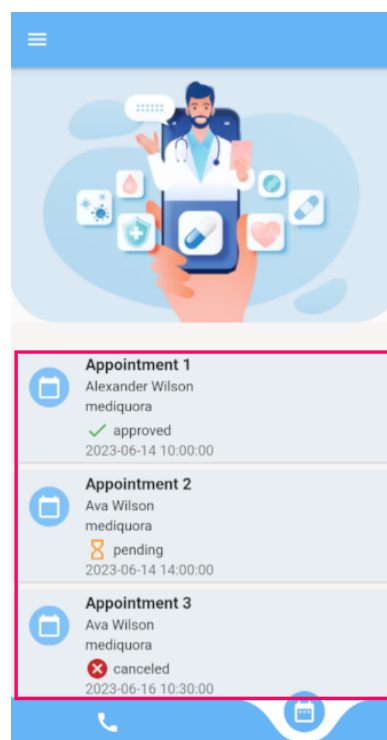 Appointment 1
Alexander Wilson
mediquora
approved
2023-06-14 10:00:00
Appointment 2
Ava Wilson
mediquora
pending
2023-06-14 14:00:00
Appointment 3
Ava Wilson
mediquora
canceled
2023-06-16 10:30:00